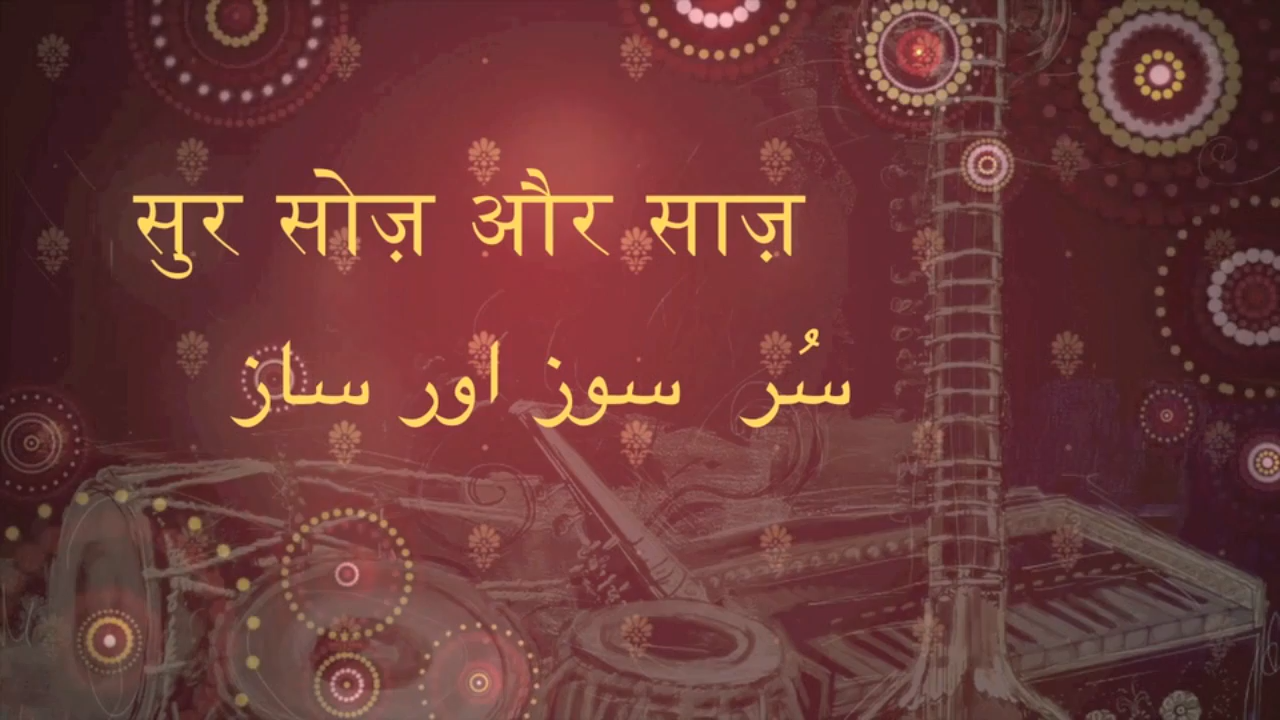 सुर सोज़ और साज़
سُر سوز اور ساز